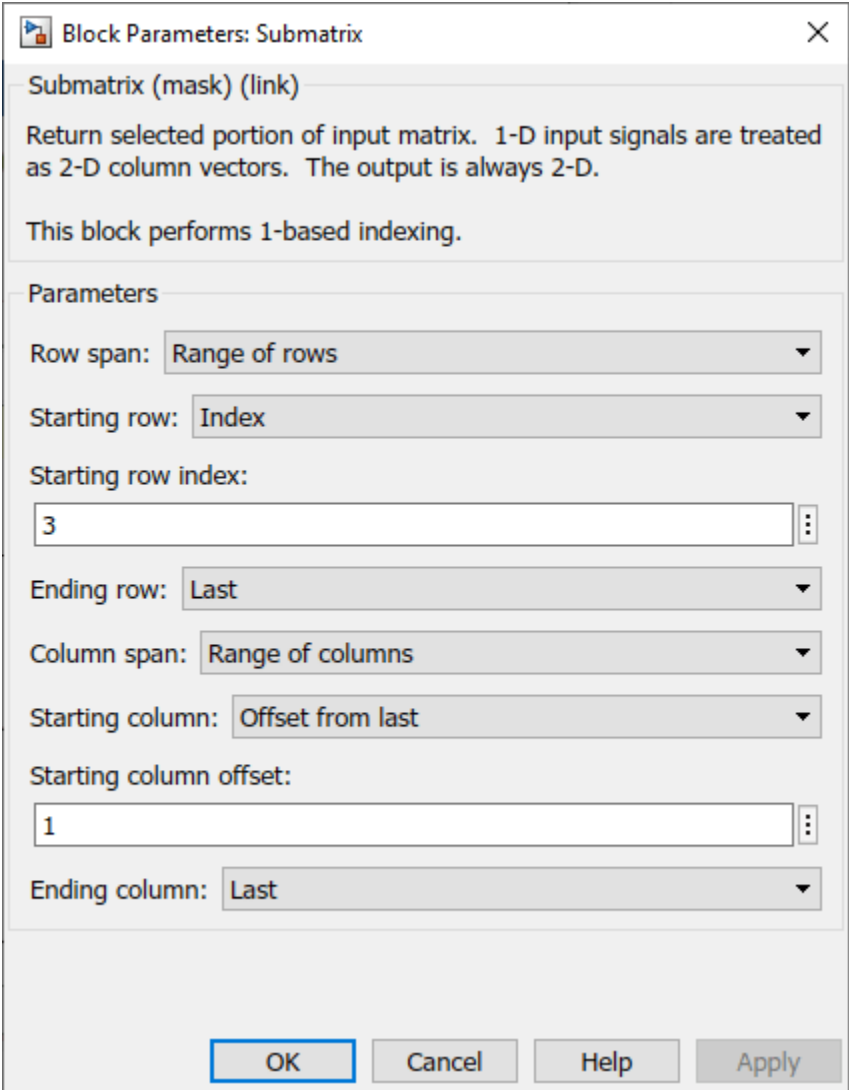 Block Parameters: Submatrix
Submatrix (mask) (link)
Return selected portion of input matrix.  1-D input signals are treated
as 2-D column vectors.  The output is always 2-D.
This block performs 1-based indexing.
Parameters
Row span: Range of rows
Starting row: Index
Starting row index:
3
Ending row: Last
Column span: Range of columns
Starting column: Offset from last
Starting column offset:
1
Ending column: Last
OK Cancel Help Apply